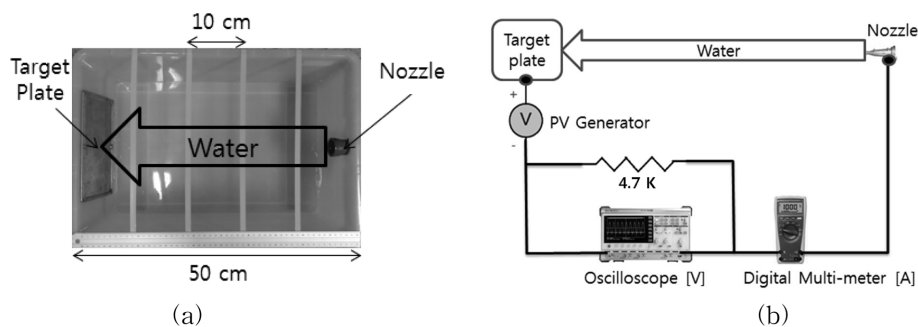 10 cm
Target
Plate
Nozzle
Water
50 cm
(a)
Target
plate
Water
Nozzle
+
V
PV Generator
-
4.7 K
Oscilloscope [V]
Digital Multi-meter [A]
(b)